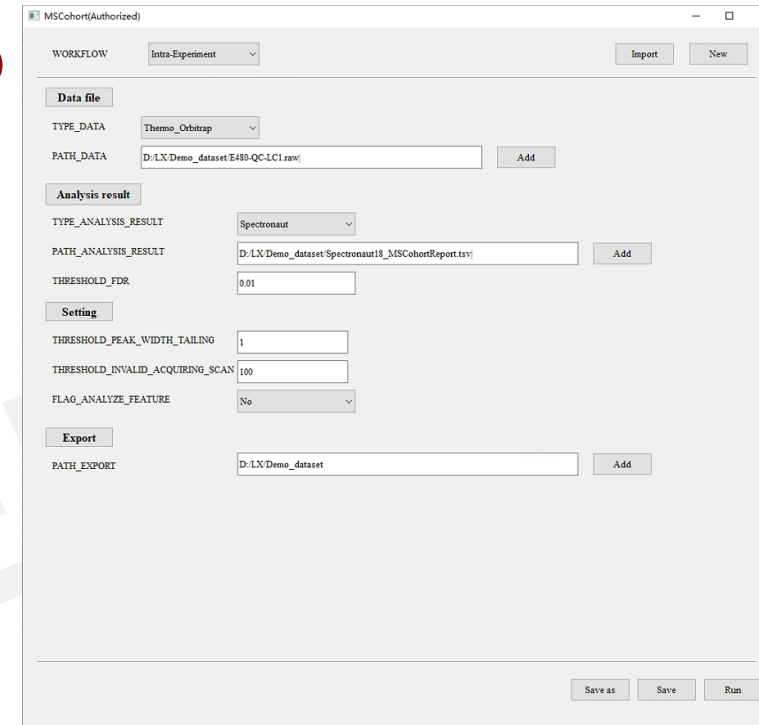 MSCohort(Authorized)
WORKFLOW Intra-Experiment Import New
Data file
TYPE_DATA Thermo_Orbitrap
PATH_DATA D:/LX/Demo_dataset/E480-QC-LC1.raw Add
Analysis result
TYPE_ANALYSIS_RESULT Spectronaut
PATH_ANALYSIS_RESULT D:/LX/Demo_dataset/Spectronaut18_MSCohortReport.tsv Add
THRESHOLD_FDR 0.01
Setting
THRESHOLD_PEAK_WIDTH_TAILING 1
THRESHOLD_INVALID_ACQUIRING_SCAN 100
FLAG_ANALYZE_FEATURE No
Export
PATH_EXPORT D:/LX/Demo_dataset Add
Save as Save Run